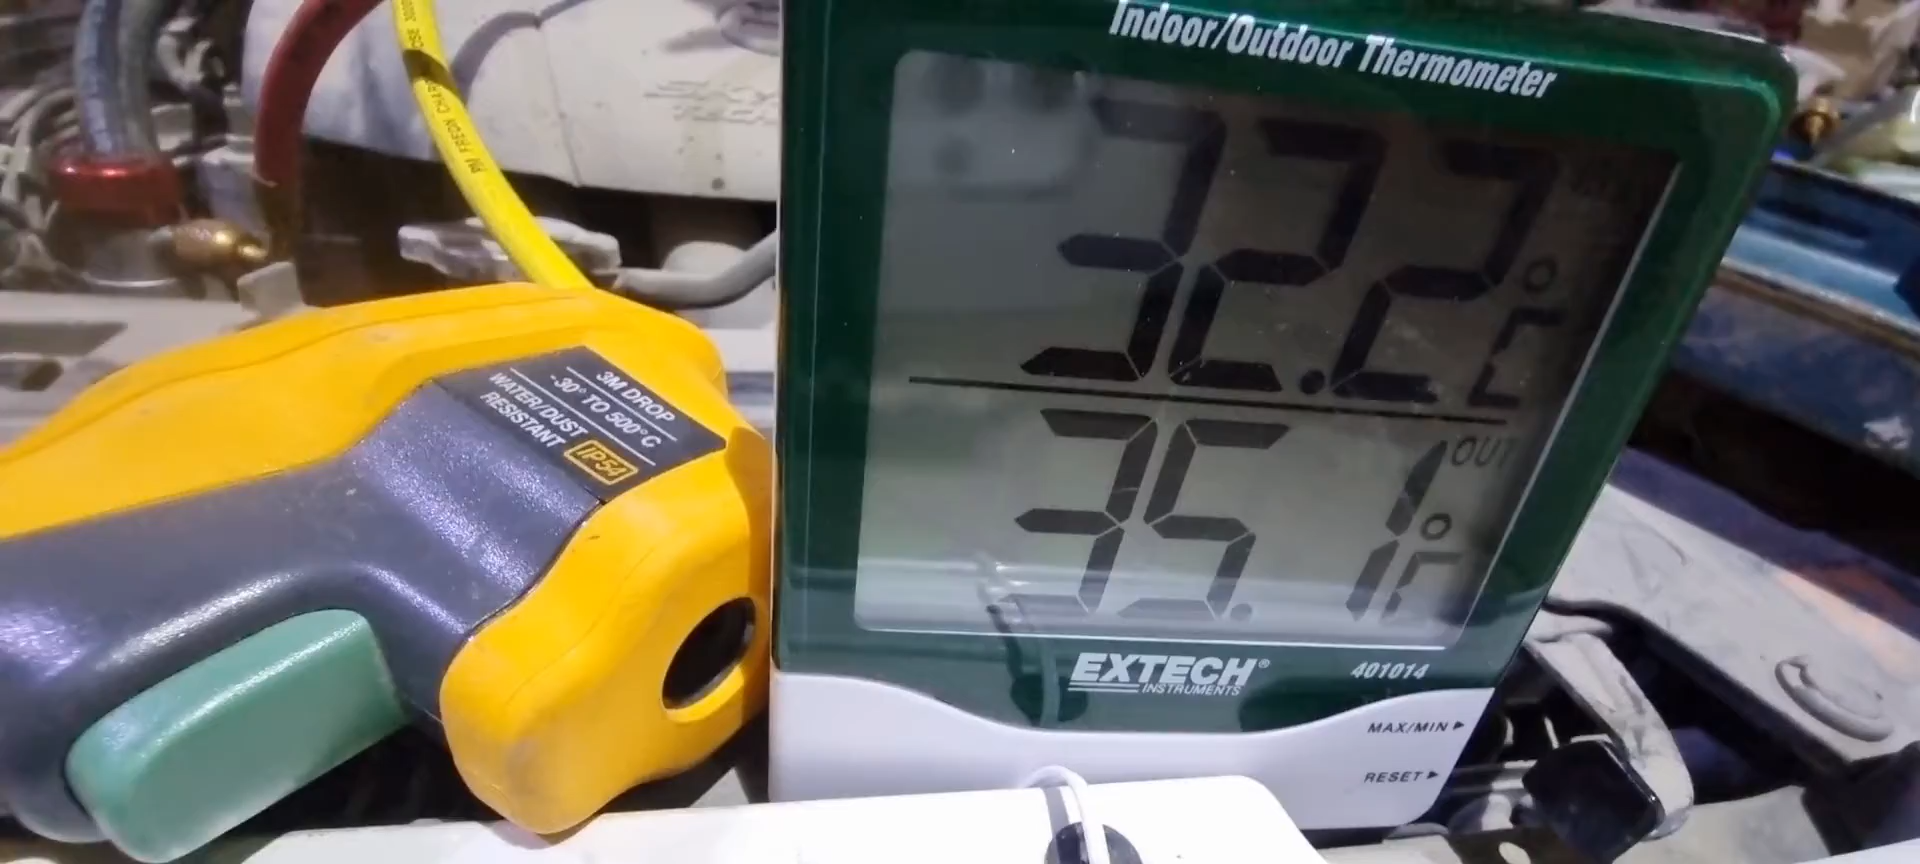 Indoor/Outdoor Thermometer
32.2°C
OUT
35.1°C
EXTECH®
INSTRUMENTS
401014
MAX/MIN ▶
RESET ▶
3M DROP
-30° TO 500°C
WATER/DUST
RESISTANT
IP54